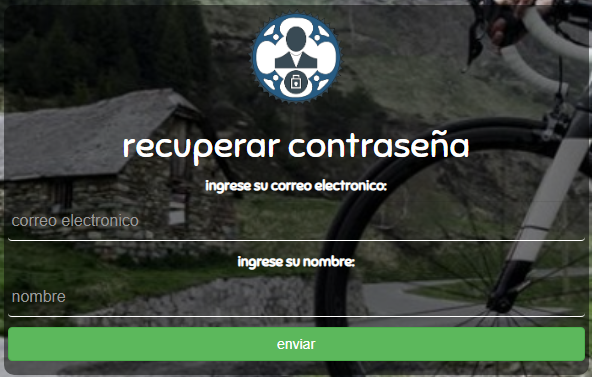 recuperar contraseña
ingrese su correo electronico:
correo electronico
ingrese su nombre:
nombre
enviar